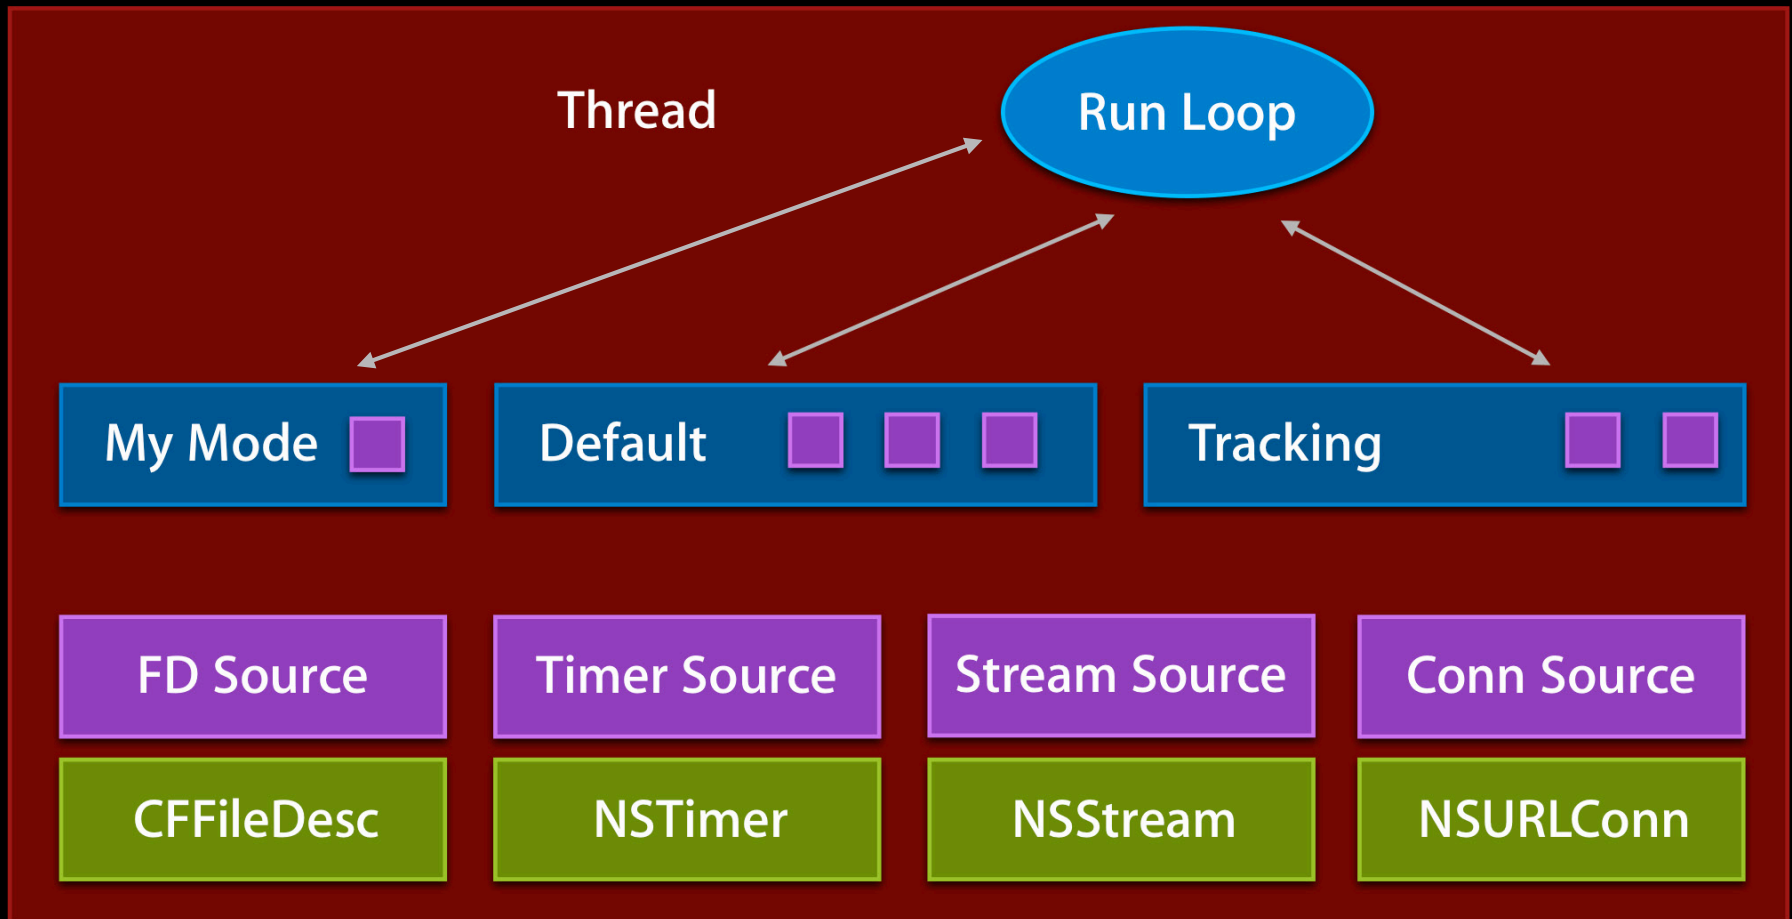 Thread
Run Loop
My Mode
Default
Tracking
FD Source
Timer Source
Stream Source
Conn Source
CFFileDesc
NSTimer
NSStream
NSURLConn